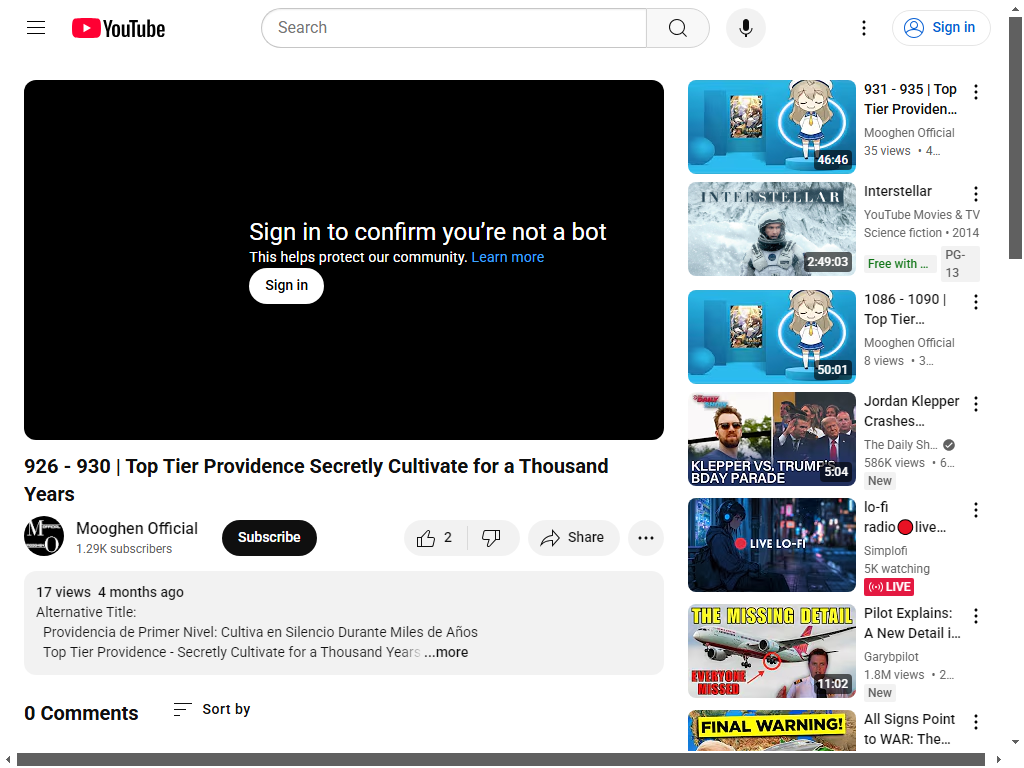 YouTube
Search
Sign in
Sign in to confirm you’re not a bot
This helps protect our community. Learn more
Sign in
926 - 930 | Top Tier Providence Secretly Cultivate for a Thousand
Years
Mooghen Official
1.29K subscribers
Subscribe
2
Share
17 views 4 months ago
Alternative Title:
Providencia de Primer Nivel: Cultiva en Silencio Durante Miles de Años
Top Tier Providence - Secretly Cultivate for a Thousand Years ...more
0 Comments
Sort by
46:46
931 - 935 | Top
Tier Providen...
Mooghen Official
35 views • 4...
INTERSTELLAR
2:49:03
Interstellar
YouTube Movies & TV
Science fiction • 2014
Free with ...
PG-
13
50:01
1086 - 1090 |
Top Tier...
Mooghen Official
8 views • 3...
KLEPPER VS. TRUMP'S
BDAY PARADE
5:04
Jordan Klepper
Crashes...
The Daily Sh...
586K views • 6...
New
LIVE LO-FI
lo-fi
radio🔴live...
Simplofi
5K watching
LIVE
THE MISSING DETAIL
EVERYONE
MISSED
11:02
Pilot Explains:
A New Detail i...
Garybpilot
1.8M views • 2...
New
FINAL WARNING!
All Signs Point
to WAR: The...